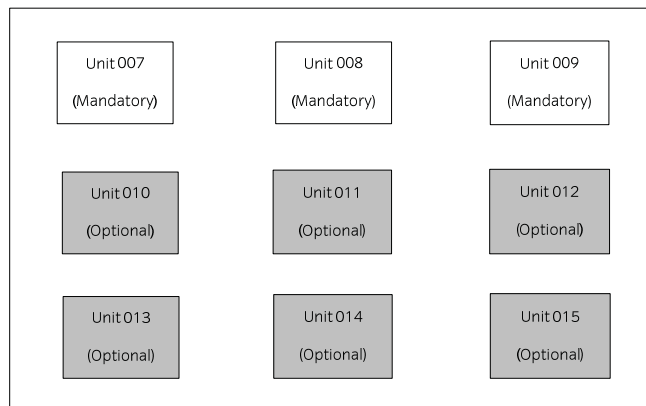 Unit 007
(Mandatory)
Unit 008
(Mandatory)
Unit 009
(Mandatory)
Unit 010
(Optional)
Unit 011
(Optional)
Unit 012
(Optional)
Unit 013
(Optional)
Unit 014
(Optional)
Unit 015
(Optional)